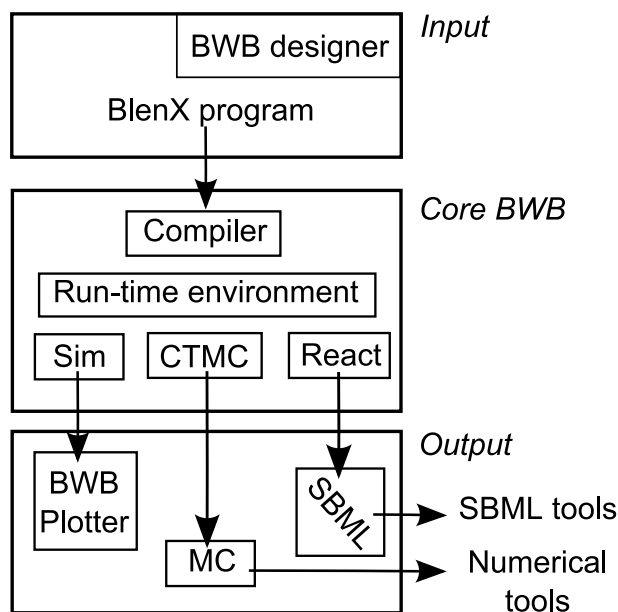 Input
BWB designer
BlenX program
Core BWB
Compiler
Run-time environment
Sim
CTMC
React
Output
BWB
Plotter
SBML
SBML tools
MC
Numerical
tools